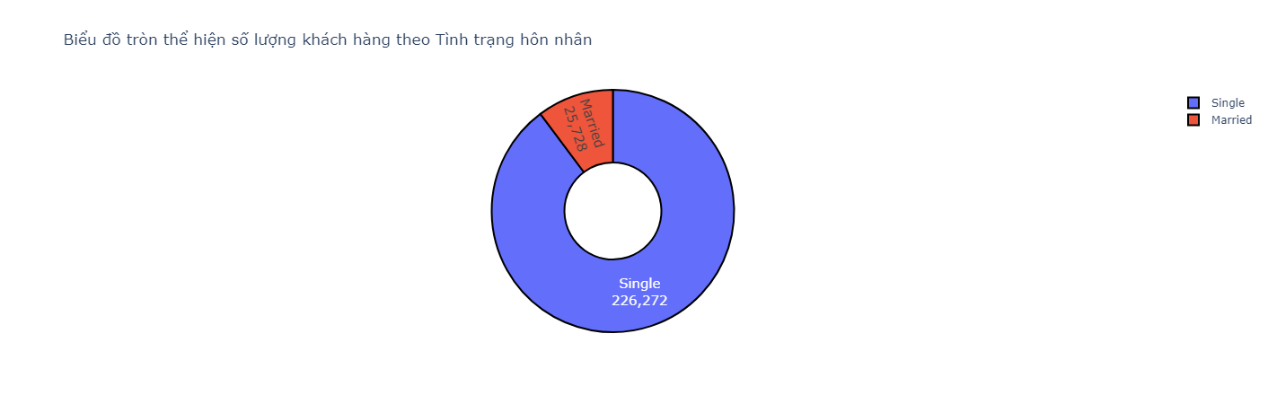 Biểu đồ tròn thể hiện số lượng khách hàng theo Tình trạng hôn nhân
Single
Married
Married
25,728
Single
226,272